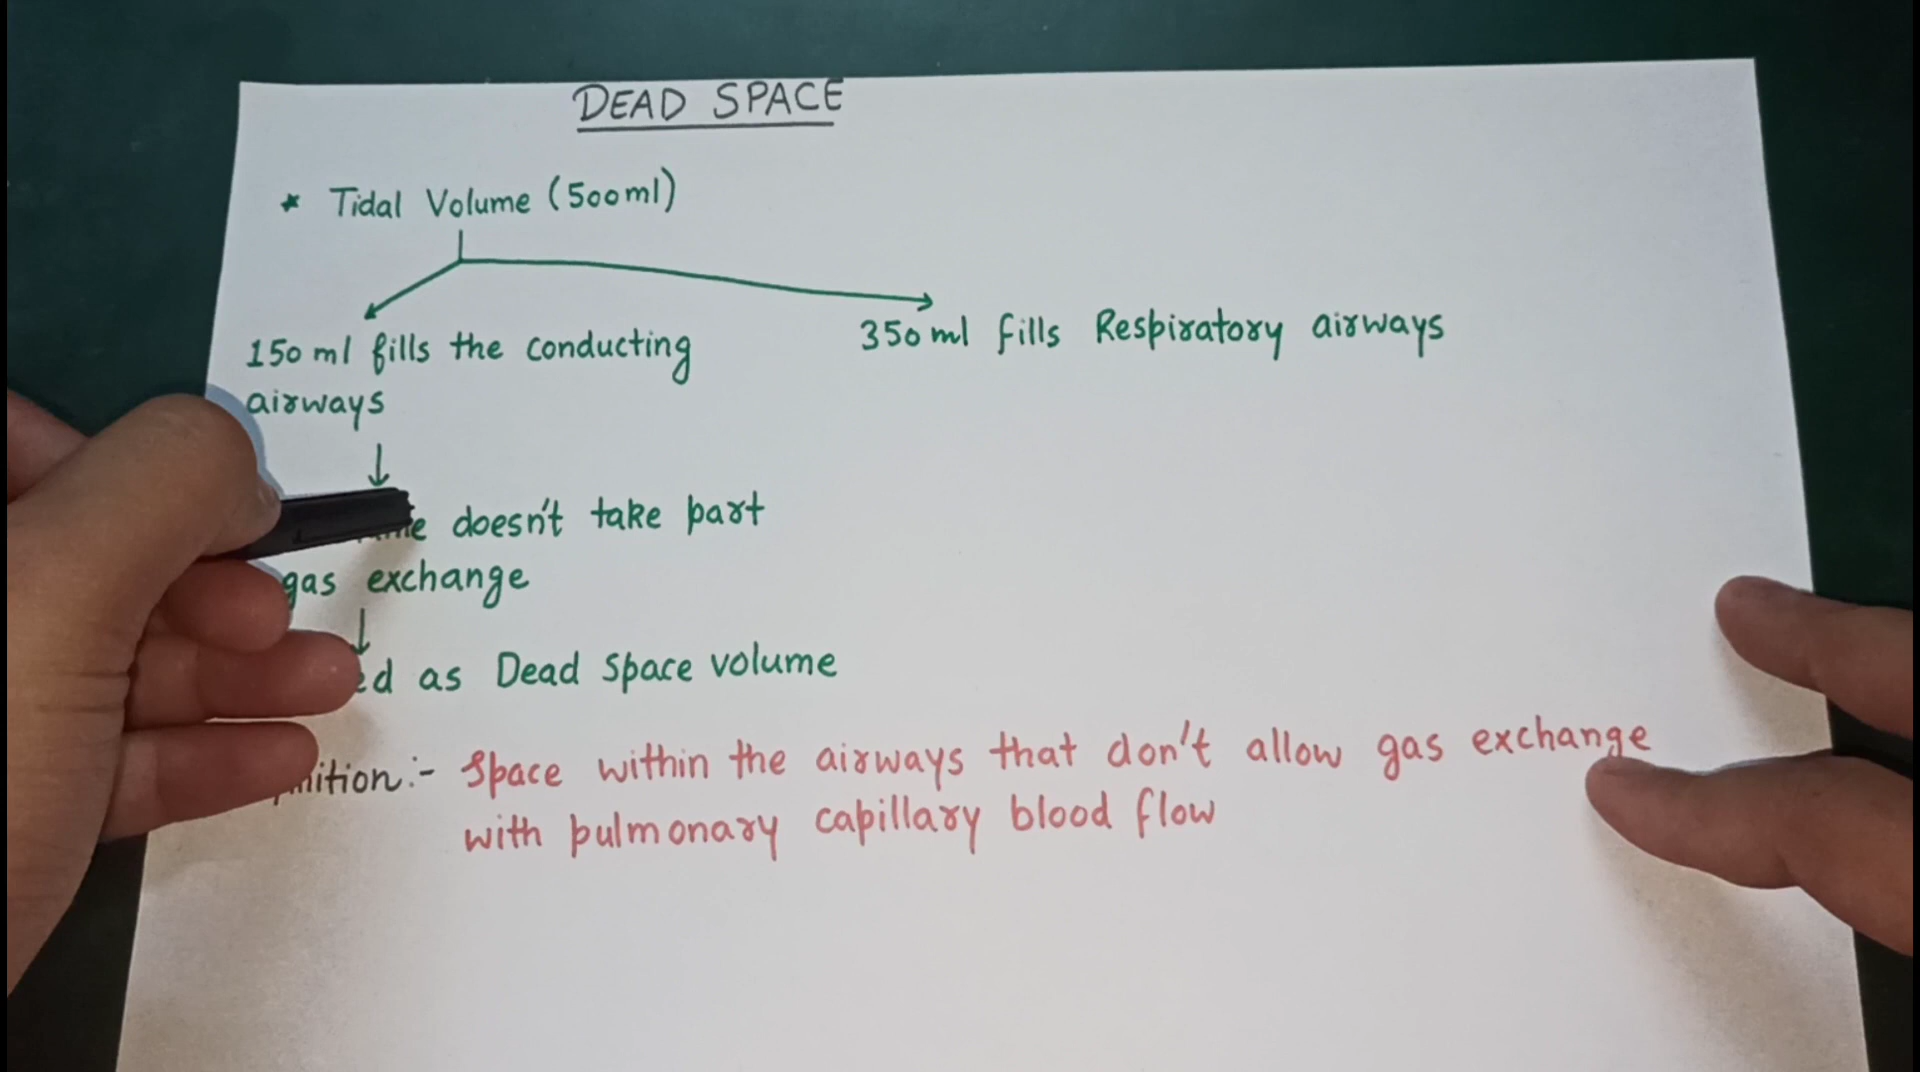 DEAD SPACE
* Tidal Volume (500ml)
150 ml fills the conducting
airways
350 ml fills Respiratory airways
doesn't take part
gas exchange
as Dead Space volume
:- Space within the airways that don't allow gas exchange
with pulmonary capillary blood flow